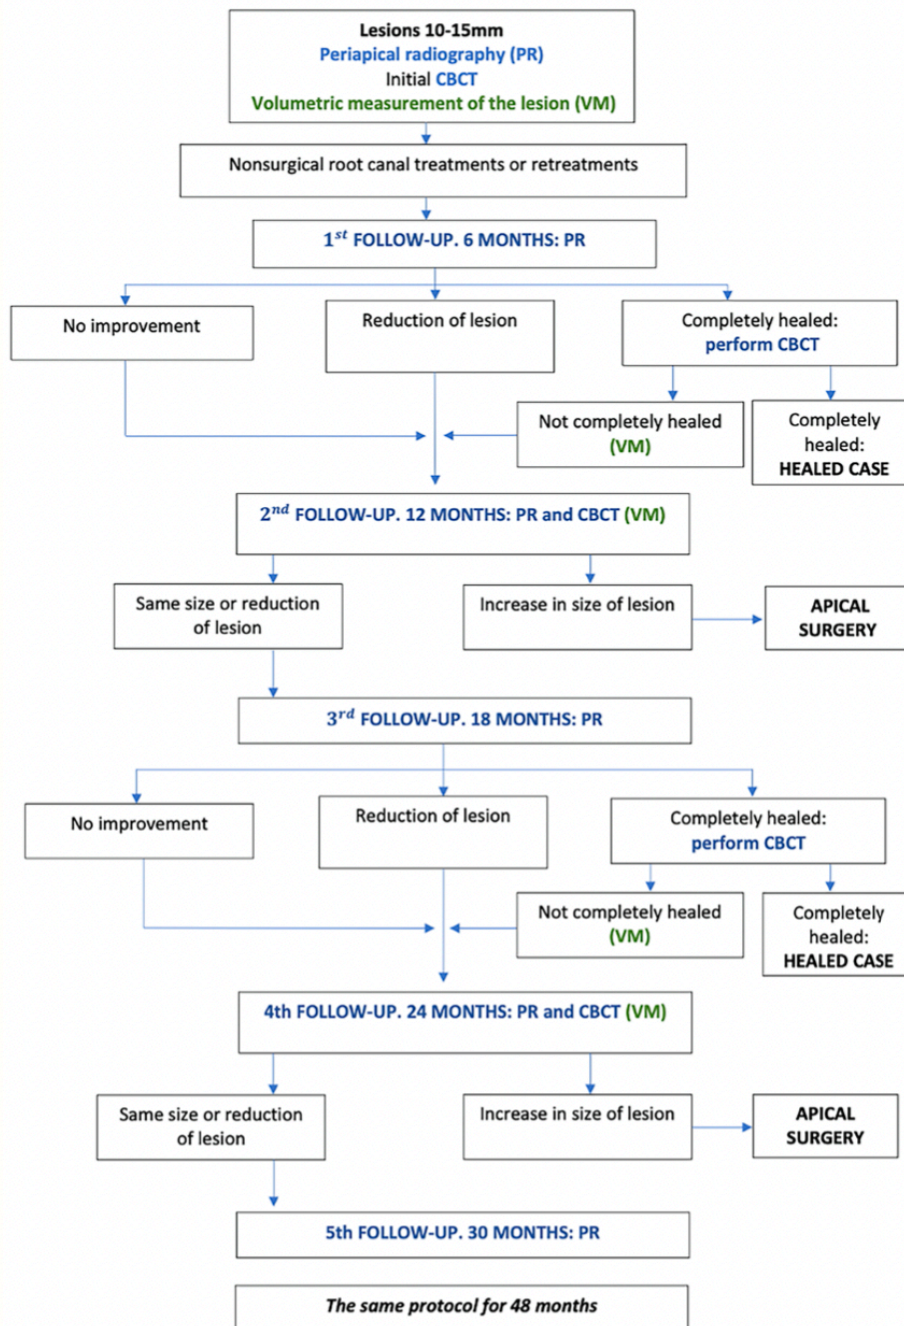 Lesions 10-15mm
Periapical radiography (PR)
Initial CBCT
Volumetric measurement of the lesion (VM)
Nonsurgical root canal treatments or retreatments
1st FOLLOW-UP. 6 MONTHS: PR
No improvement
Reduction of lesion
Completely healed:
perform CBCT
Not completely healed
(VM)
Completely
healed:
HEALED CASE
2nd FOLLOW-UP. 12 MONTHS: PR and CBCT (VM)
Same size or reduction
of lesion
Increase in size of lesion
APICAL
SURGERY
3rd FOLLOW-UP. 18 MONTHS: PR
No improvement
Reduction of lesion
Completely healed:
perform CBCT
Not completely healed
(VM)
Completely
healed:
HEALED CASE
4th FOLLOW-UP. 24 MONTHS: PR and CBCT (VM)
Same size or reduction
of lesion
Increase in size of lesion
APICAL
SURGERY
5th FOLLOW-UP. 30 MONTHS: PR
The same protocol for 48 months